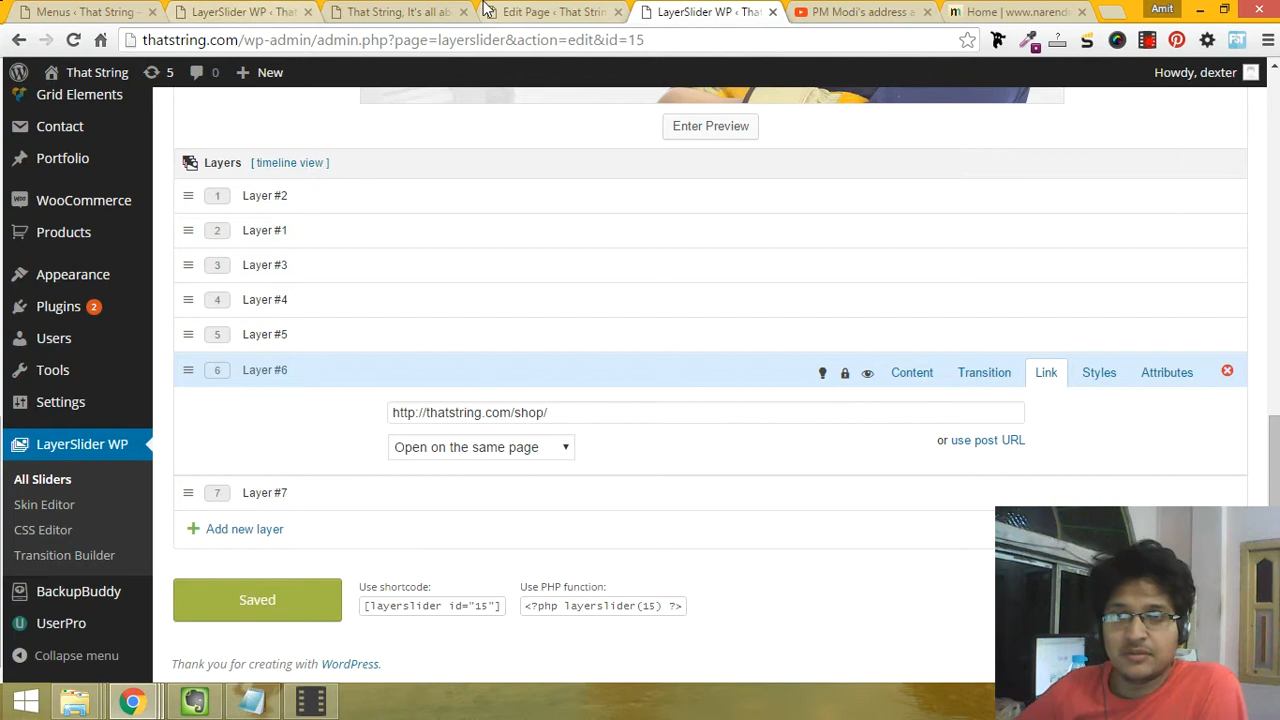 Menus ‹ That String –
LayerSlider WP ‹ That
That String, It's all ab
Edit Page ‹ That Strin
LayerSlider WP ‹ That
PM Modi's address a
Home | www.narend
Amit
thatstring.com/wp-admin/admin.php?page=layerslider&action=edit&id=15
That String
5
0
New
Howdy, dexter
Grid Elements
Contact
Portfolio
WooCommerce
Products
Appearance
Plugins 2
Users
Tools
Settings
LayerSlider WP
All Sliders
Skin Editor
CSS Editor
Transition Builder
BackupBuddy
UserPro
Collapse menu
Enter Preview
Layers [ timeline view ]
1 Layer #2
2 Layer #1
3 Layer #3
4 Layer #4
5 Layer #5
6 Layer #6
Content Transition Link Styles Attributes
http://thatstring.com/shop/
Open on the same page
or use post URL
7 Layer #7
Add new layer
Saved
Use shortcode:
[layerslider id="15"]
Use PHP function:
<?php layerslider(15) ?>
Thank you for creating with WordPress.